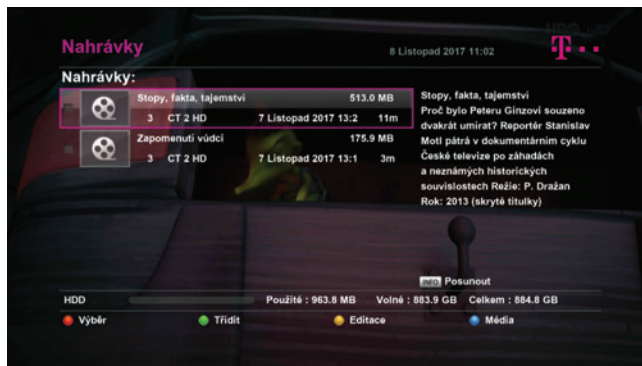 Nahrávky
8 Listopad 2017 11:02
Nahrávky:
Stopy, fakta, tajemství 513.0 MB
3 CT 2 HD 7 Listopad 2017 13:2 11m
Zapomenutí vůdci 175.9 MB
3 CT 2 HD 7 Listopad 2017 13:1 3m
Stopy, fakta, tajemství
Proč bylo Peteru Ginzovi souzeno
dvakrát umírat? Reportér Stanislav
Motl pátrá v dokumentárním cyklu
České televize po záhadách
a neznámých historických
souvislostech Režie: P. Dražan
Rok: 2013 (skryté titulky)
INFO Posunout
HDD Použité : 963.8 MB Volné : 883.9 GB Celkem : 884.8 GB
Výběr Třídit Editace Média